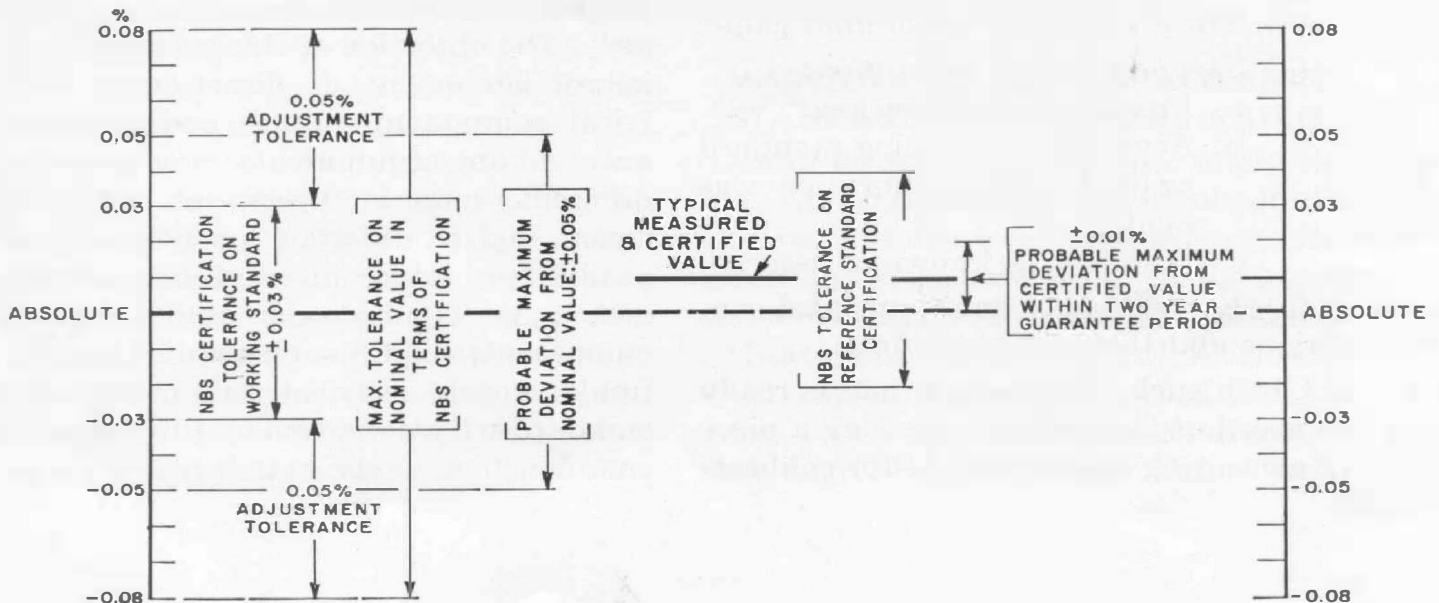 %
0.08
0.05
0.03
ABSOLUTE
-0.03
-0.05
-0.08
0.05%
ADJUSTMENT
TOLERANCE
NBS CERTIFICATION
TOLERANCE ON
WORKING STANDARD
±0.03%
0.05%
ADJUSTMENT
TOLERANCE
MAX. TOLERANCE ON
NOMINAL VALUE IN
TERMS OF
NBS CERTIFICATION
PROBABLE MAXIMUM
DEVIATION FROM
NOMINAL VALUE:±0.05%
TYPICAL
MEASURED
& CERTIFIED
VALUE
NBS TOLERANCE ON
REFERENCE STANDARD
CERTIFICATION
±0.01%
PROBABLE MAXIMUM
DEVIATION FROM
CERTIFIED VALUE
WITHIN TWO YEAR
GUARANTEE PERIOD
0.08
0.05
0.03
ABSOLUTE
-0.03
-0.05
-0.08